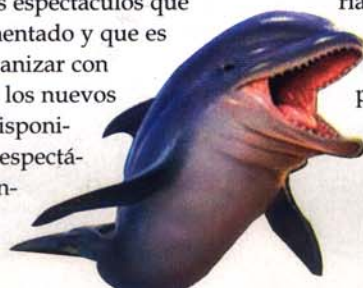 s espectáculos que
mentado y que es
anizar con
los nuevos
isponi-
espectá-
n-